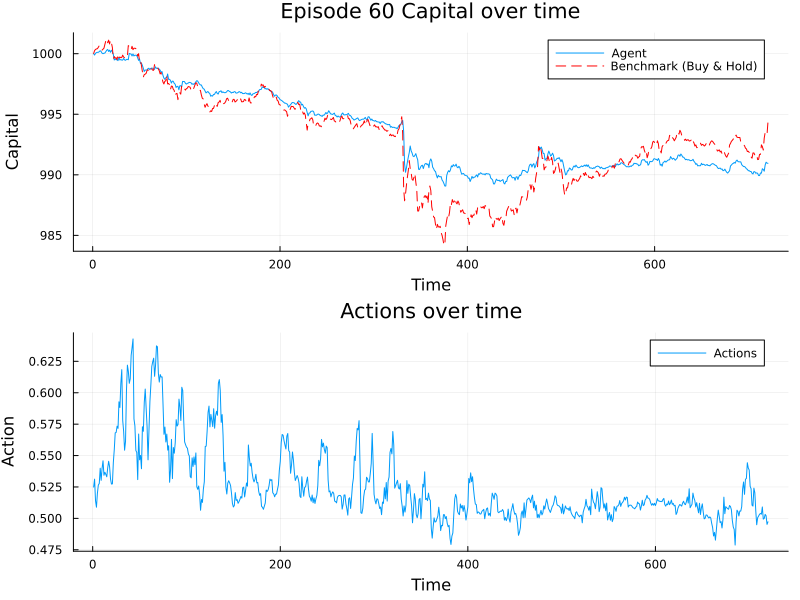 Episode 60 Capital over time
Capital
1000
995
990
985
Agent
Benchmark (Buy & Hold)
0
200
400
600
Time
Actions over time
Action
0.625
0.600
0.575
0.550
0.525
0.500
0.475
Actions
0
200
400
600
Time